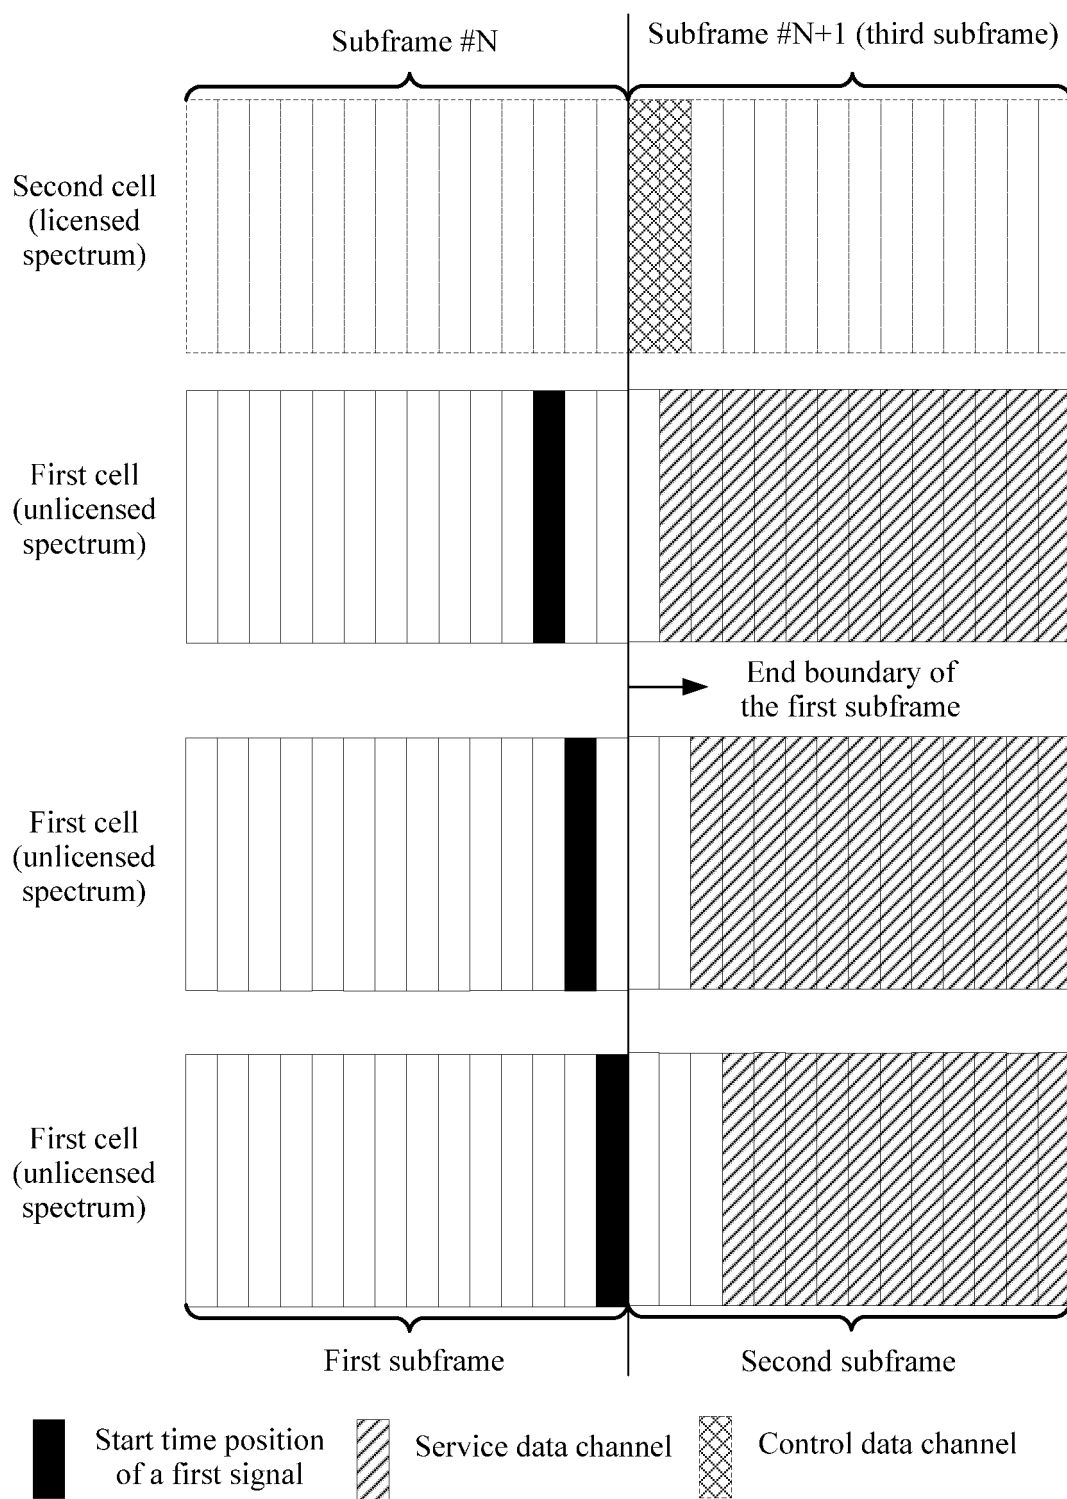 Subframe #N
Subframe #N+1 (third subframe)
Second cell
(licensed
spectrum)
First cell
(unlicensed
spectrum)
End boundary of
the first subframe
First cell
(unlicensed
spectrum)
First cell
(unlicensed
spectrum)
First subframe
Second subframe
Start time position
of a first signal
Service data channel
Control data channel